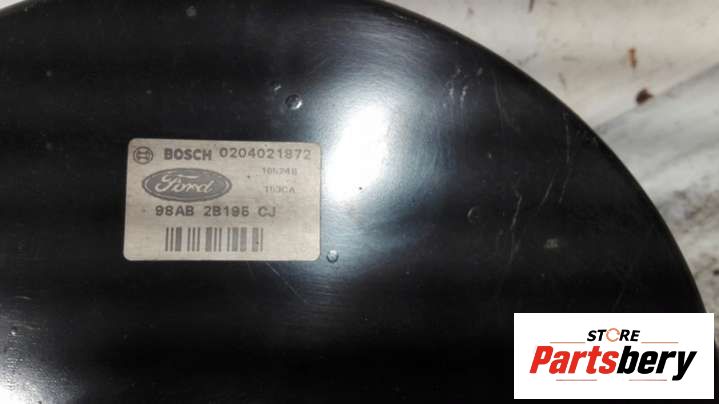 BOSCH 0204021872
Ford
98AB 2B195 CJ
STORE
Partsbery